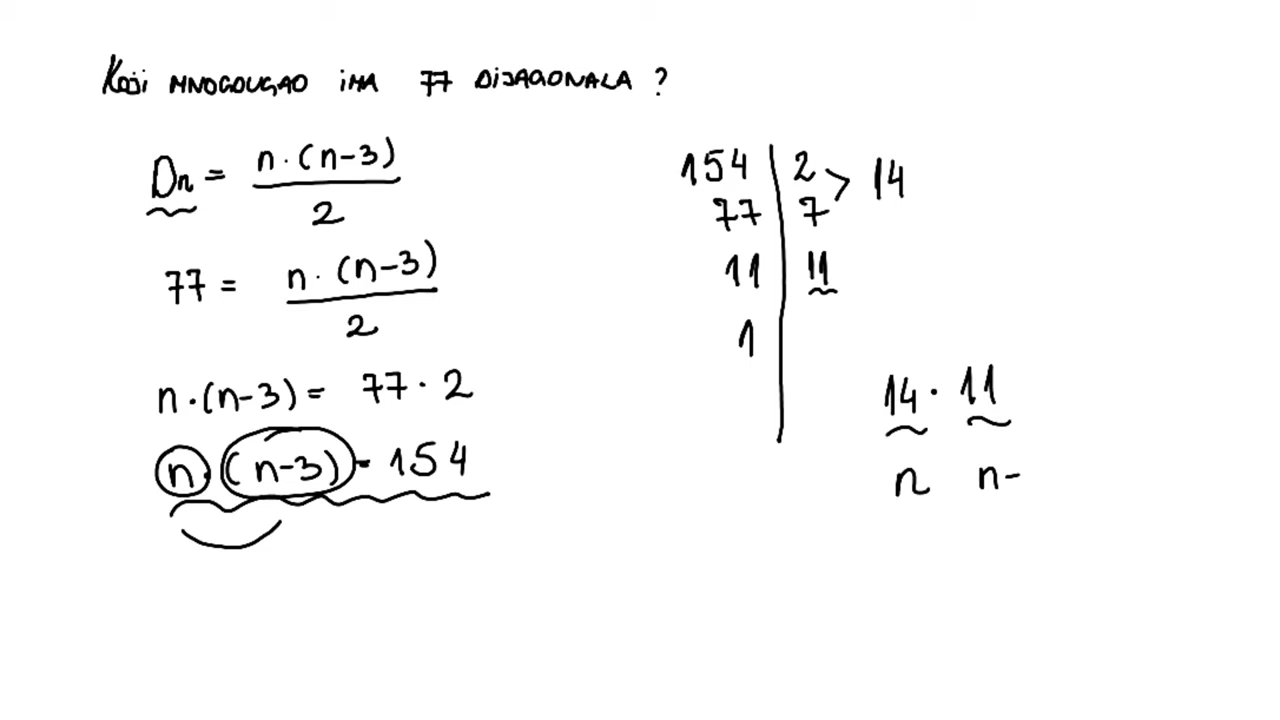 Koji MNOGOUGAO IMA 77 DIJAGONALA ?
Dn = n·(n-3)/2
77 = n·(n-3)/2
n·(n-3) = 77·2
n·(n-3) = 154
154 | 2 > 14
77 | 7
11 | 11
1
14 · 11
n n-